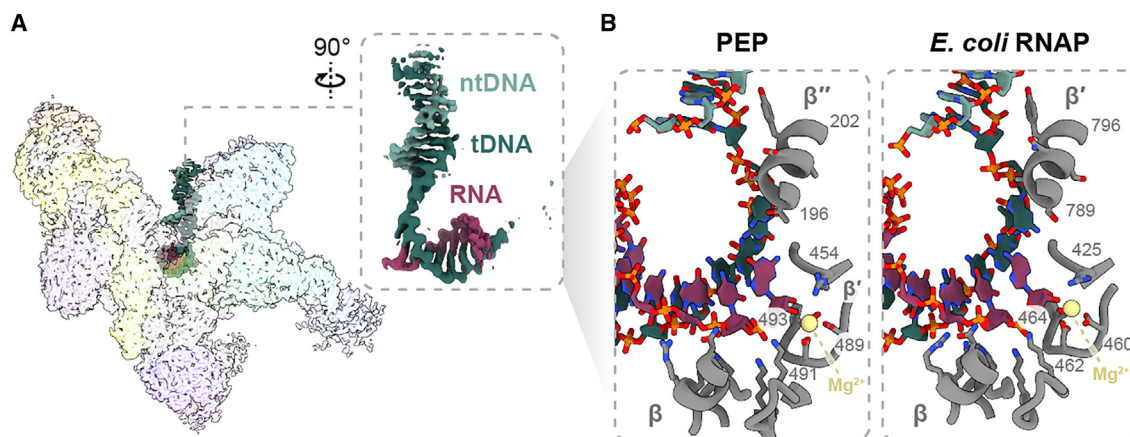 A
90°
ntDNA
tDNA
RNA
B
PEP
β″
202
196
454
β′
493
489
491
Mg²⁺
β
E. coli RNAP
β′
796
789
425
464
460
462
Mg²⁺
β